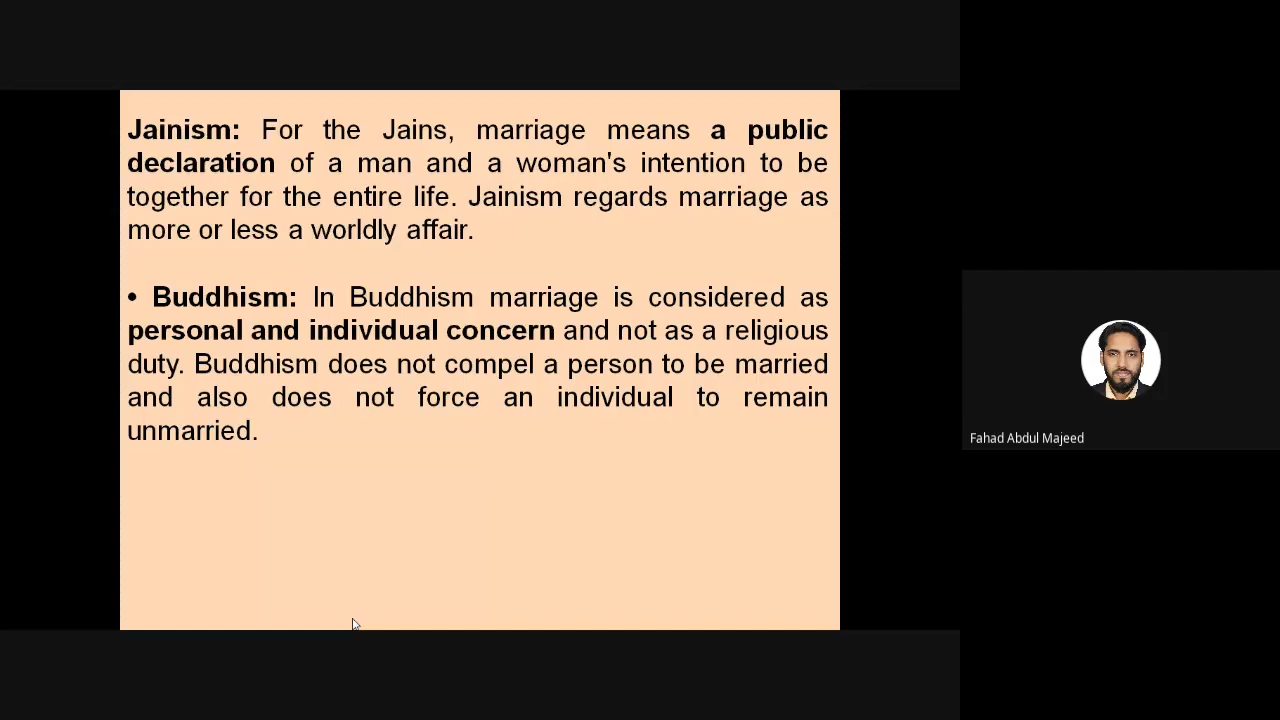 Jainism: For the Jains, marriage means a public
declaration of a man and a woman's intention to be
together for the entire life. Jainism regards marriage as
more or less a worldly affair.
• Buddhism: In Buddhism marriage is considered as
personal and individual concern and not as a religious
duty. Buddhism does not compel a person to be married
and also does not force an individual to remain
unmarried.
Fahad Abdul Majeed